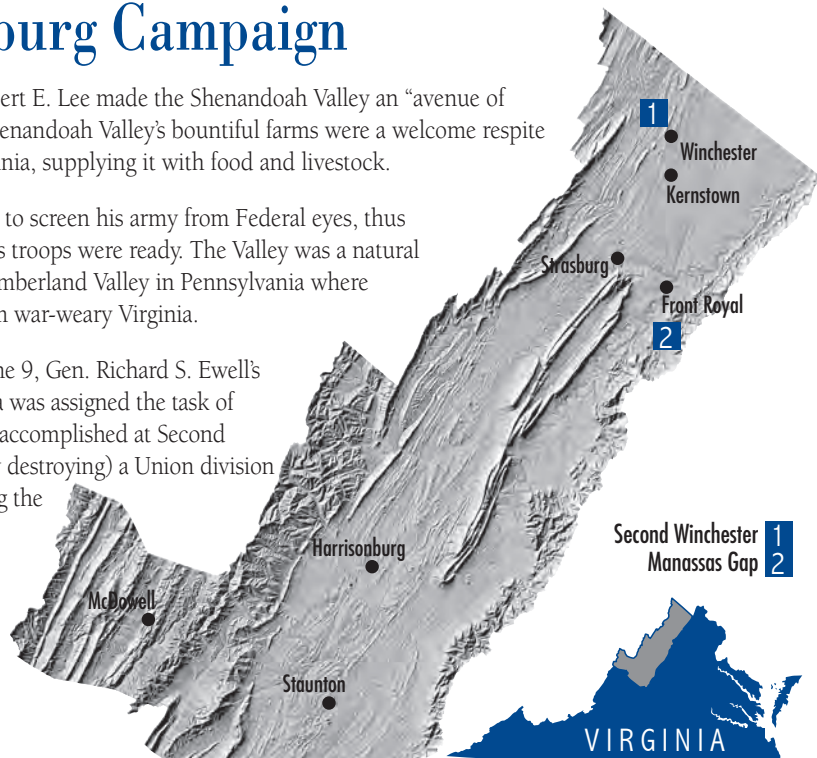 burg Campaign
ert E. Lee made the Shenandoah Valley an “avenue of
enandoah Valley’s bountiful farms were a welcome respite
nia, supplying it with food and livestock.
to screen his army from Federal eyes, thus
s troops were ready. The Valley was a natural
mberland Valley in Pennsylvania where
n war-weary Virginia.
ne 9, Gen. Richard S. Ewell’s
a was assigned the task of
accomplished at Second
y destroying) a Union division
g the
1
Winchester
Kernstown
Strasburg
Front Royal
2
Harrisonburg
McDowell
Staunton
Second Winchester 1
Manassas Gap 2
VIRGINIA